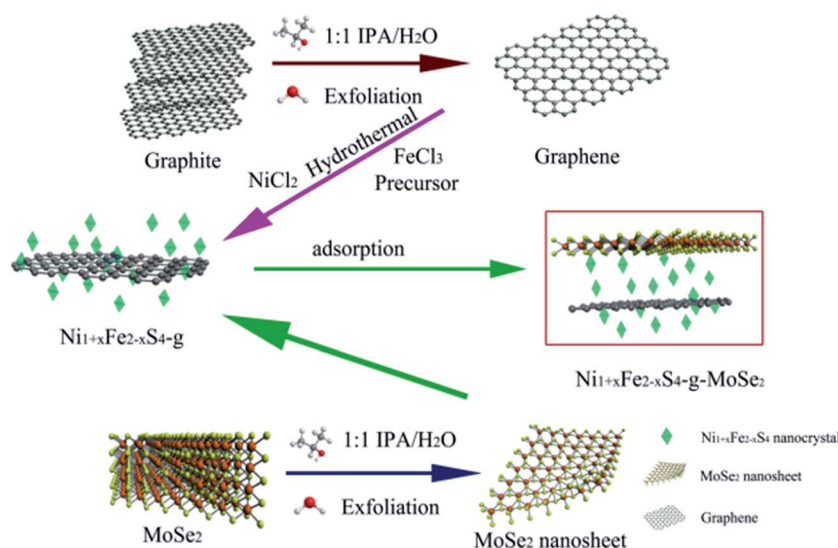 1:1 IPA/H2O
Exfoliation
Graphite
Graphene
Hydrothermal
NiCl2
FeCl3
Precursor
adsorption
Ni1+xFe2-xS4-g
Ni1+xFe2-xS4-g-MoSe2
1:1 IPA/H2O
Exfoliation
MoSe2
MoSe2 nanosheet
Ni1+xFe2-xS4 nanocrystal
MoSe2 nanosheet
Graphene